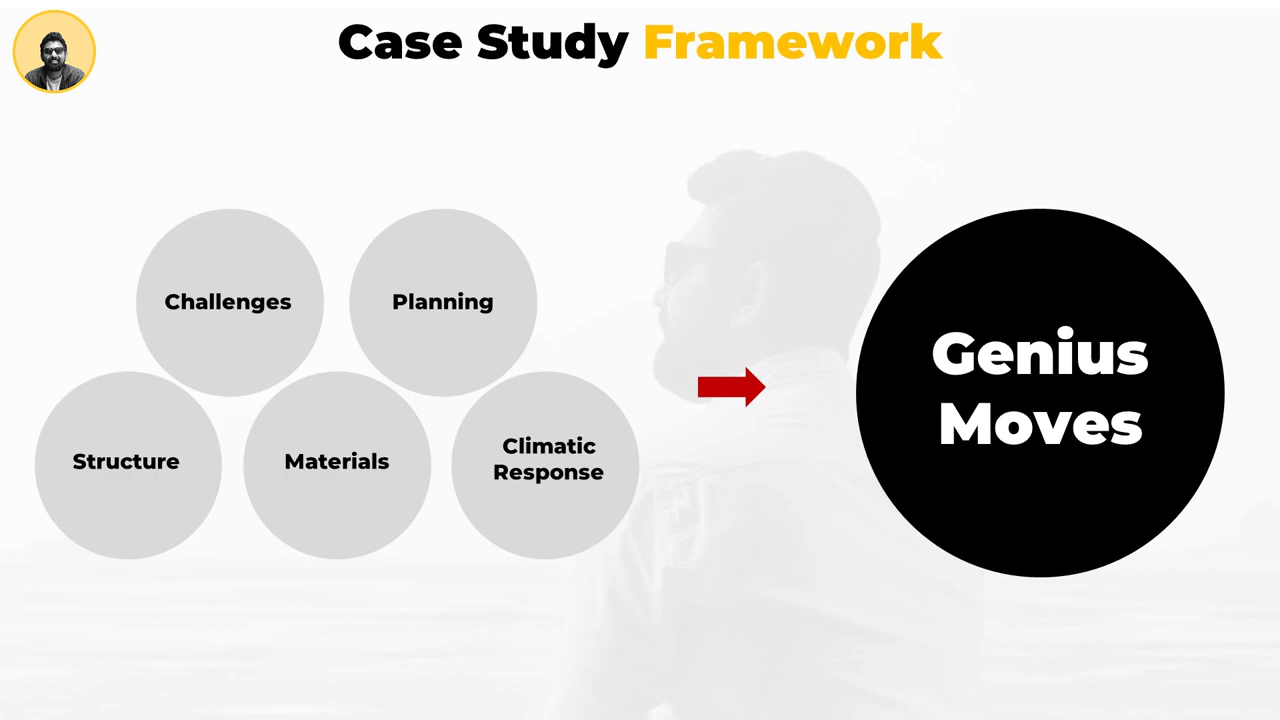 Case Study Framework
Challenges
Planning
Structure
Materials
Climatic
Response
Genius
Moves